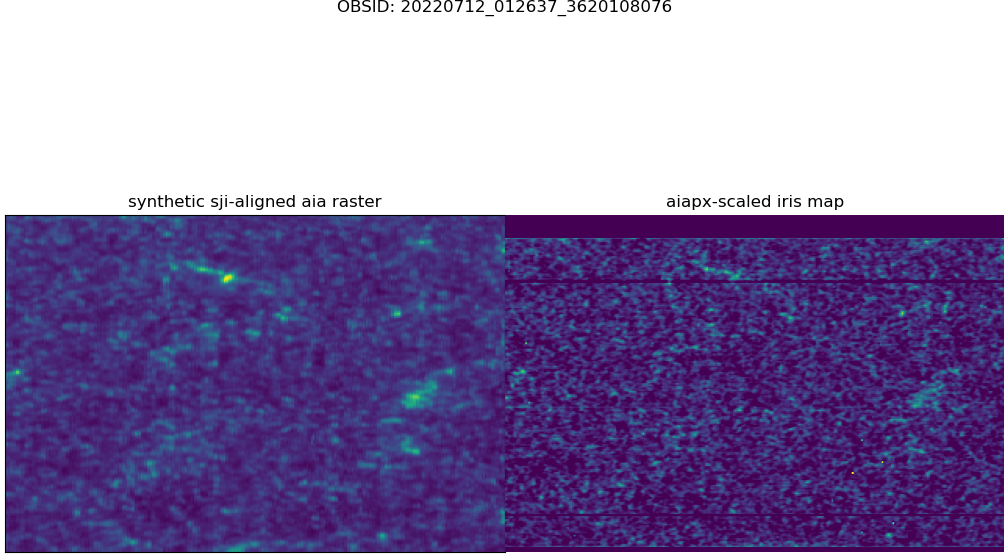 OBSID: 20220712_012637_3620108076
synthetic sji-aligned aia raster
aiapx-scaled iris map